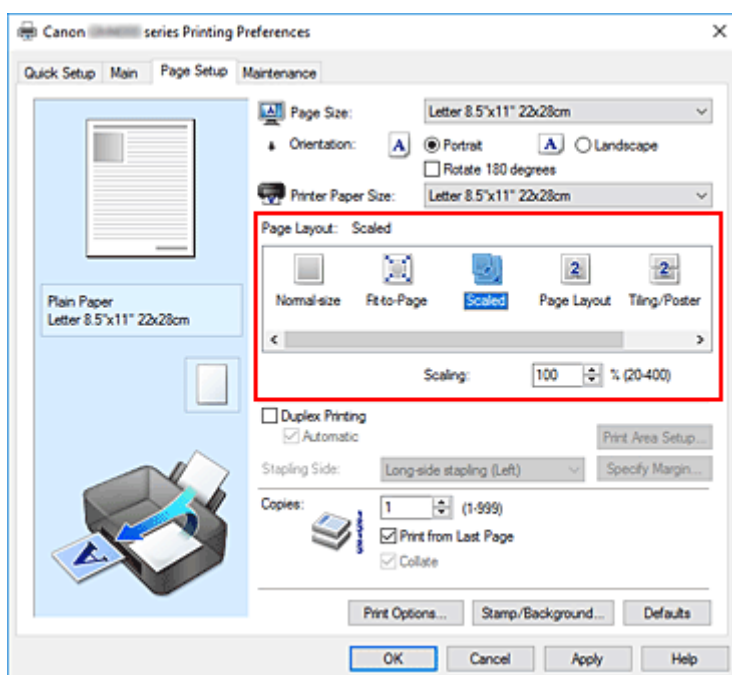 Canon series Printing Preferences
Quick Setup Main Page Setup Maintenance
Page Size: Letter 8.5"x11" 22x28cm
Orientation: A Portrait A Landscape
Rotate 180 degrees
Printer Paper Size: Letter 8.5"x11" 22x28cm
Page Layout: Scaled
2 2
Normal-size Fit-to-Page Scaled Page Layout Tiling/Poster
Plain Paper
Letter 8.5"x11" 22x28cm
Scaling: 100 % (20-400)
Duplex Printing
Automatic
Print Area Setup...
Stapling Side: Long-side stapling (Left) Specify Margin...
Copies: 1 (1-999)
Print from Last Page
Collate
A
Print Options... Stamp/Background... Defaults
OK Cancel Apply Help